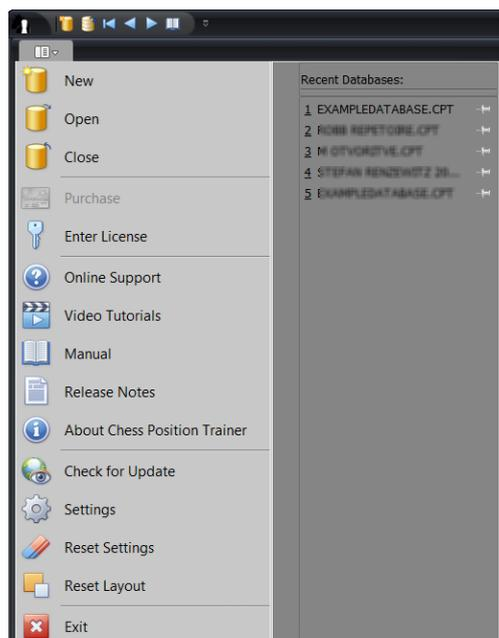 New
Open
Close
Purchase
Enter License
Online Support
Video Tutorials
Manual
Release Notes
About Chess Position Trainer
Check for Update
Settings
Reset Settings
Reset Layout
Exit
Recent Databases:
1 EXAMPLEDATABASE.CPT
2
3
4
5